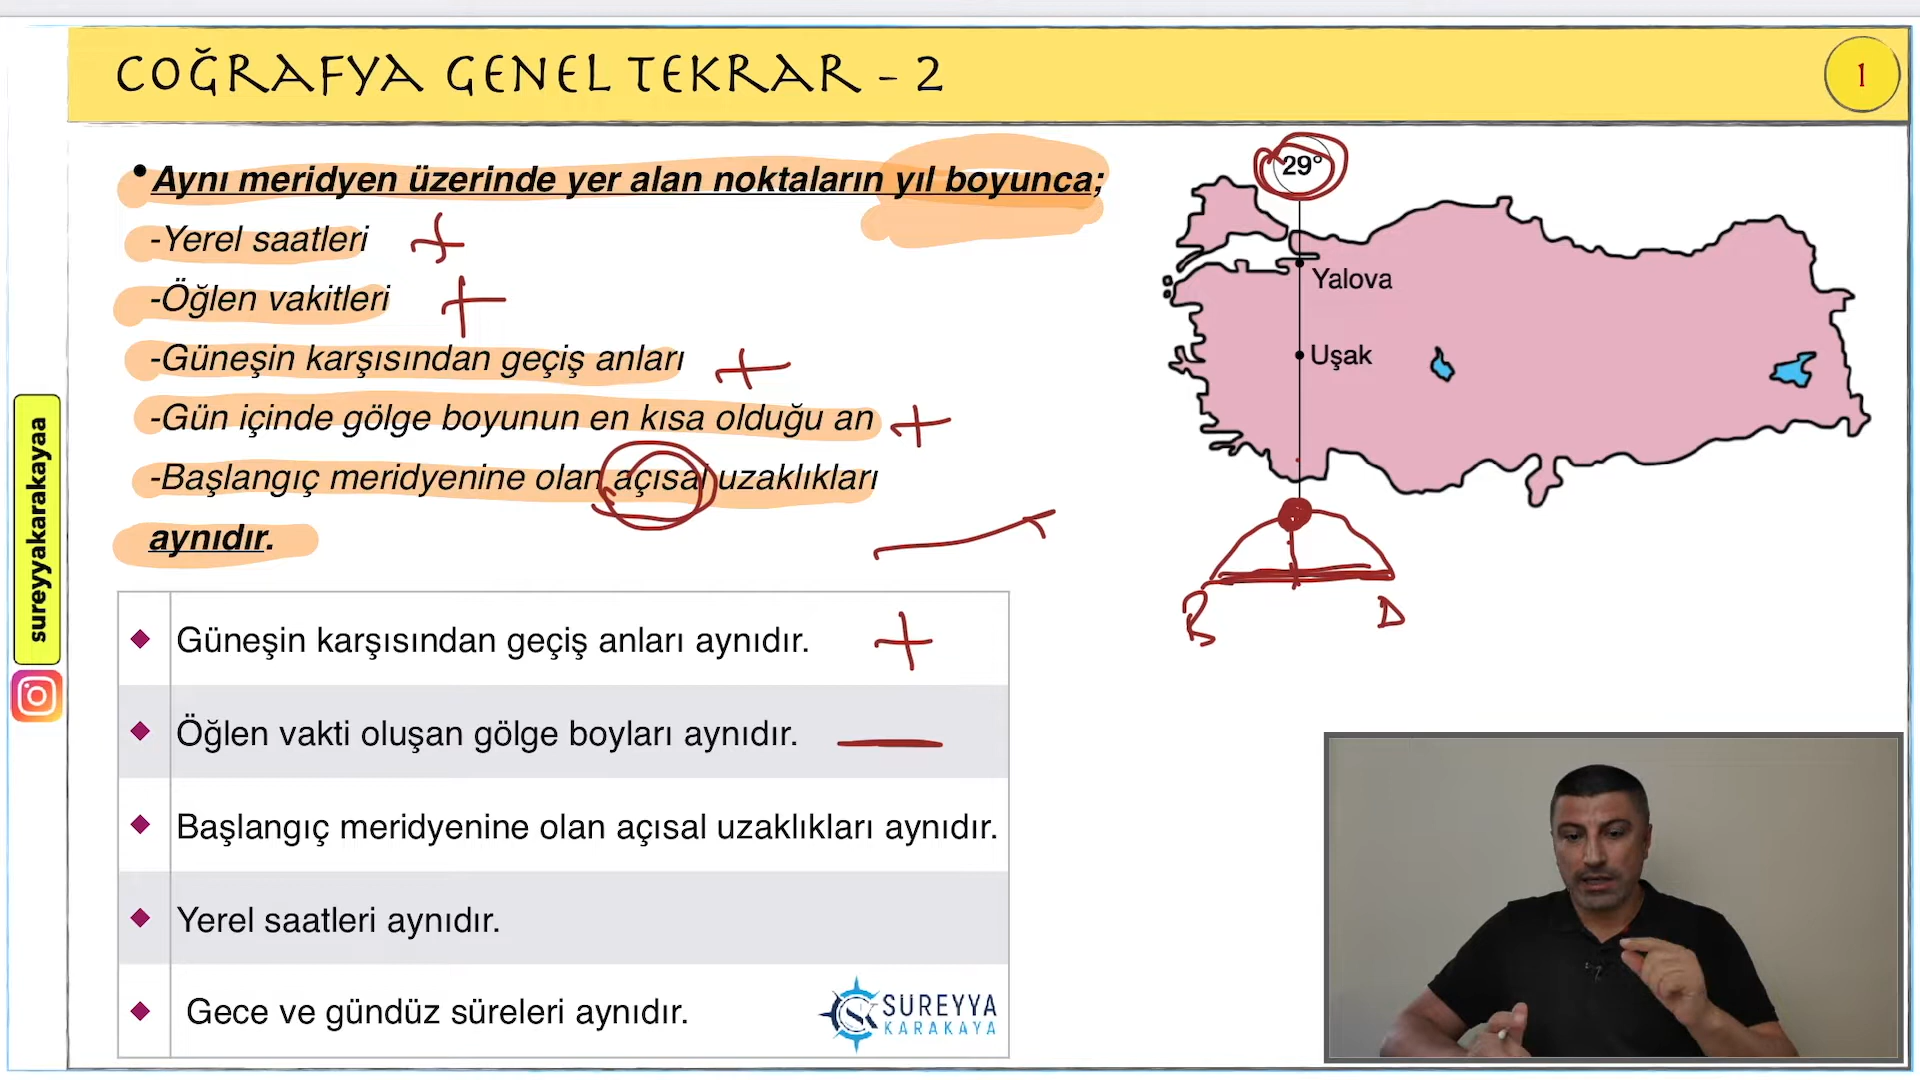 COĞRAFYA GENEL TEKRAR - 2
1
• Aynı meridyen üzerinde yer alan noktaların yıl boyunca;
-Yerel saatleri +
-Öğlen vakitleri +
-Güneşin karşısından geçiş anları +
-Gün içinde gölge boyunun en kısa olduğu an +
-Başlangıç meridyenine olan açısal uzaklıkları
aynıdır.
29°
Yalova
Uşak
B D
Güneşin karşısından geçiş anları aynıdır. +
Öğlen vakti oluşan gölge boyları aynıdır. —
Başlangıç meridyenine olan açısal uzaklıkları aynıdır.
Yerel saatleri aynıdır.
Gece ve gündüz süreleri aynıdır.
SK SÜREYYA
KARAKAYA
sureyyakarakayaa